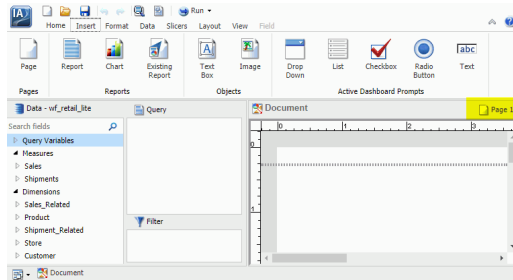 IA
Run
Home Insert Format Data Slicers Layout View Field
Page Report Chart Existing Report Text Box Image Drop Down List Checkbox Radio Button abc Text
Pages Reports Objects Active Dashboard Prompts
Data - wf_retail_lite
Query
Document
Page 1
Search fields
Query Variables
Measures
Sales
Shipments
Dimensions
Sales_Related
Product
Shipment_Related
Store
Customer
Filter
0 1 2 3
0
1
Document